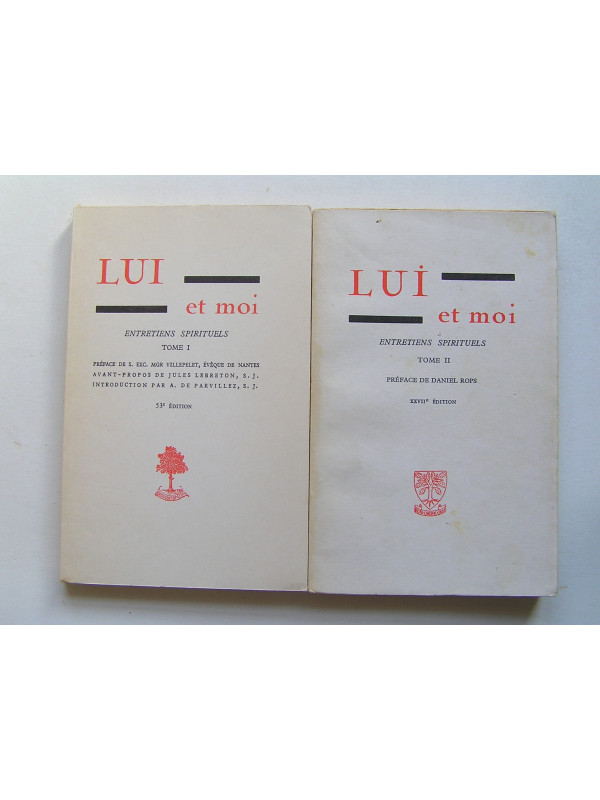 LUI
et moi
ENTRETIENS SPIRITUELS
TOME I
PRÉFACE DE S. EXC. MGR VILLEPELET, ÉVÊQUE DE NANTES
AVANT-PROPOS DE JULES LEBRETON, S. J.
INTRODUCTION PAR A. DE PARVILLEZ, S. J.
53e ÉDITION
LUI
et moi
ENTRETIENS SPIRITUELS
TOME II
PRÉFACE DE DANIEL ROPS
XXVIIe ÉDITION